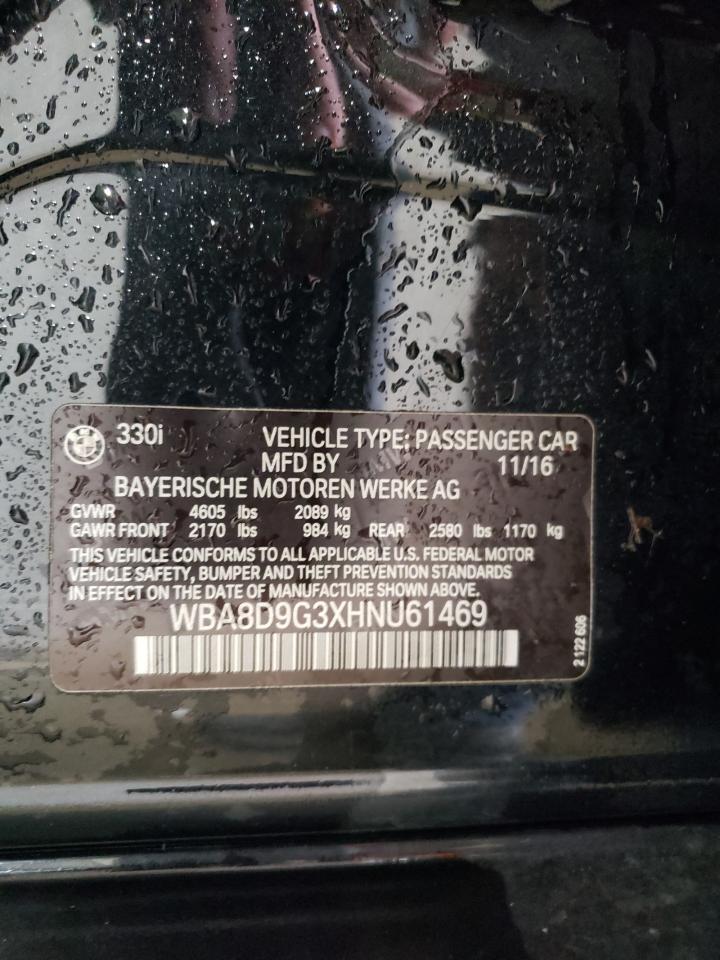 330i VEHICLE TYPE: PASSENGER CAR
MFD BY 11/16
BAYERISCHE MOTOREN WERKE AG
GVWR 4605 lbs 2089 kg
GAWR FRONT 2170 lbs 984 kg REAR 2580 lbs 1170 kg
THIS VEHICLE CONFORMS TO ALL APPLICABLE U.S. FEDERAL MOTOR
VEHICLE SAFETY, BUMPER AND THEFT PREVENTION STANDARDS
IN EFFECT ON THE DATE OF MANUFACTURE SHOWN ABOVE.
WBA8D9G3XHNU61469
2 122 606